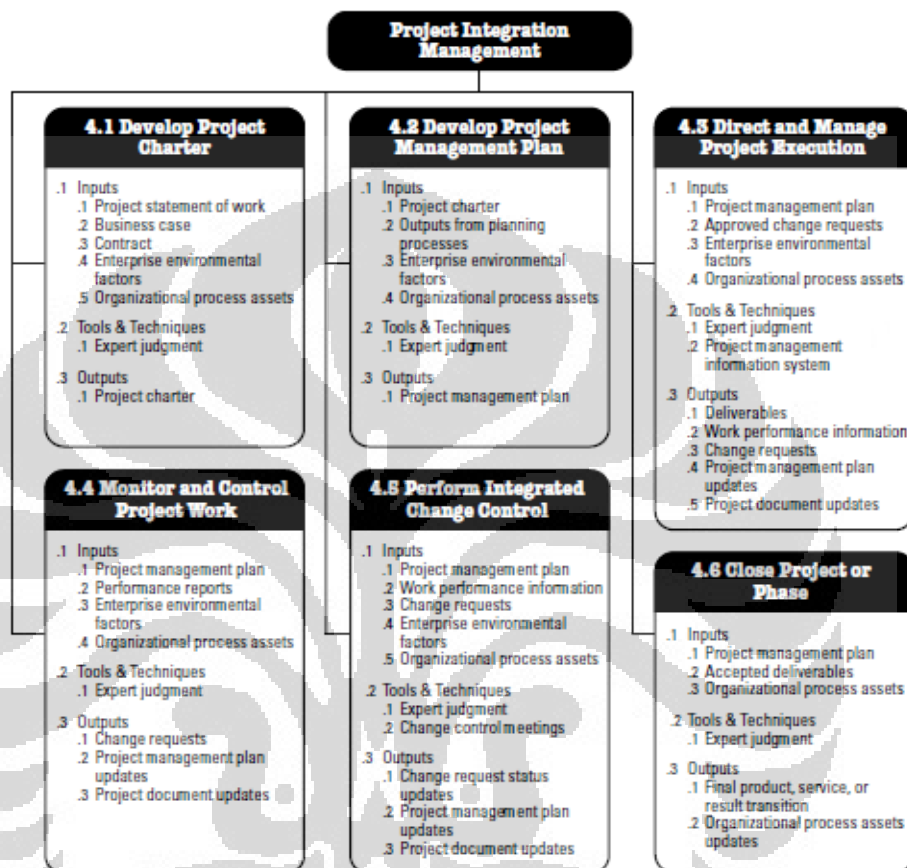 Project Integration
Management
4.1 Develop Project
Charter
.1 Inputs
.1 Project statement of work
.2 Business case
.3 Contract
.4 Enterprise environmental
factors
.5 Organizational process assets
.2 Tools & Techniques
.1 Expert judgment
.3 Outputs
.1 Project charter
4.2 Develop Project
Management Plan
.1 Inputs
.1 Project charter
.2 Outputs from planning
processes
.3 Enterprise environmental
factors
.4 Organizational process assets
.2 Tools & Techniques
.1 Expert judgment
.3 Outputs
.1 Project management plan
4.3 Direct and Manage
Project Execution
.1 Inputs
.1 Project management plan
.2 Approved change requests
.3 Enterprise environmental
factors
.4 Organizational process assets
.2 Tools & Techniques
.1 Expert judgment
.2 Project management
information system
.3 Outputs
.1 Deliverables
.2 Work performance information
.3 Change requests
.4 Project management plan
updates
.5 Project document updates
4.4 Monitor and Control
Project Work
.1 Inputs
.1 Project management plan
.2 Performance reports
.3 Enterprise environmental
factors
.4 Organizational process assets
.2 Tools & Techniques
.1 Expert judgment
.3 Outputs
.1 Change requests
.2 Project management plan
updates
.3 Project document updates
4.5 Perform Integrated
Change Control
.1 Inputs
.1 Project management plan
.2 Work performance information
.3 Change requests
.4 Enterprise environmental
factors
.5 Organizational process assets
.2 Tools & Techniques
.1 Expert judgment
.2 Change control meetings
.3 Outputs
.1 Change request status
updates
.2 Project management plan
updates
.3 Project document updates
4.6 Close Project or
Phase
.1 Inputs
.1 Project management plan
.2 Accepted deliverables
.3 Organizational process assets
.2 Tools & Techniques
.1 Expert judgment
.3 Outputs
.1 Final product, service, or
result transition
.2 Organizational process assets
updates